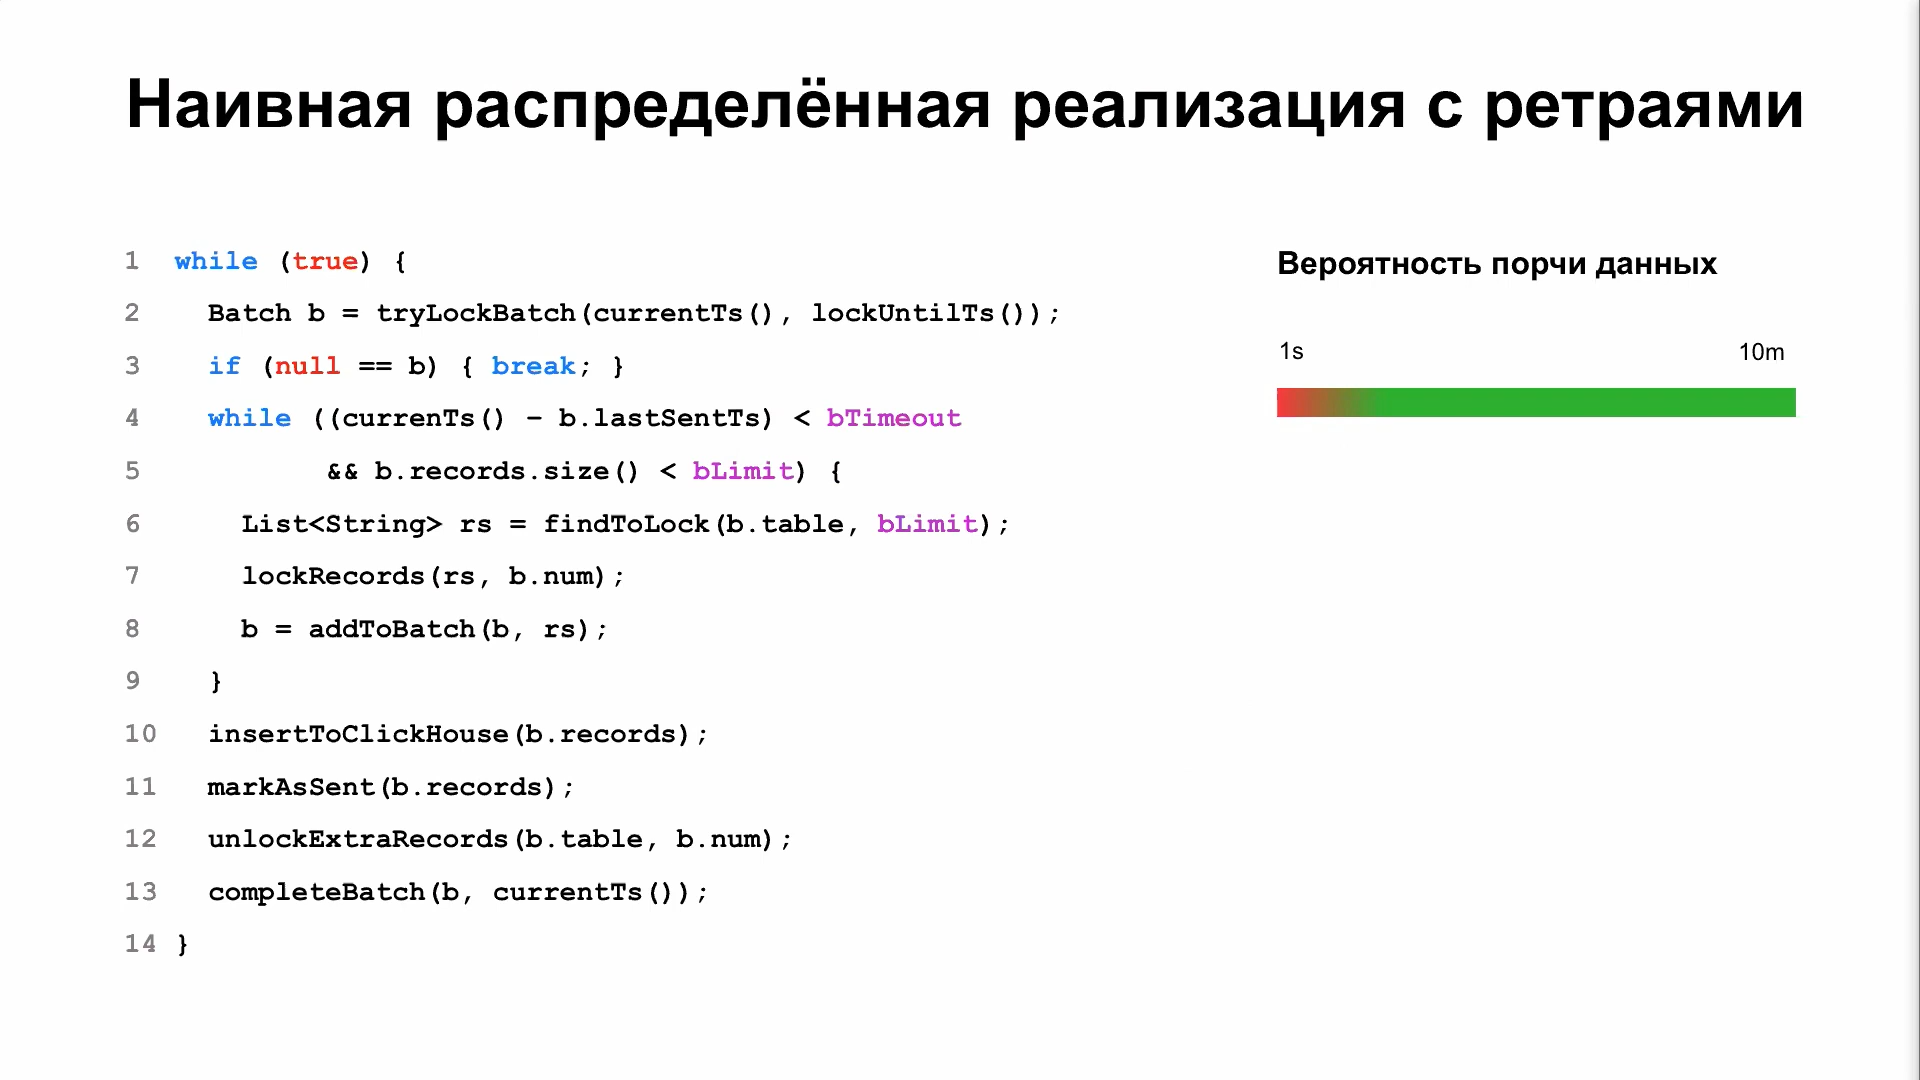 Наивная распределённая реализация с ретраями
1 while (true) {
2 Batch b = tryLockBatch(currentTs(), lockUntilTs());
3 if (null == b) { break; }
4 while ((currenTs() – b.lastSentTs) < bTimeout
5 && b.records.size() < bLimit) {
6 List<String> rs = findToLock(b.table, bLimit);
7 lockRecords(rs, b.num);
8 b = addToBatch(b, rs);
9 }
10 insertToClickHouse(b.records);
11 markAsSent(b.records);
12 unlockExtraRecords(b.table, b.num);
13 completeBatch(b, currentTs());
14 }
Вероятность порчи данных
1s 10m